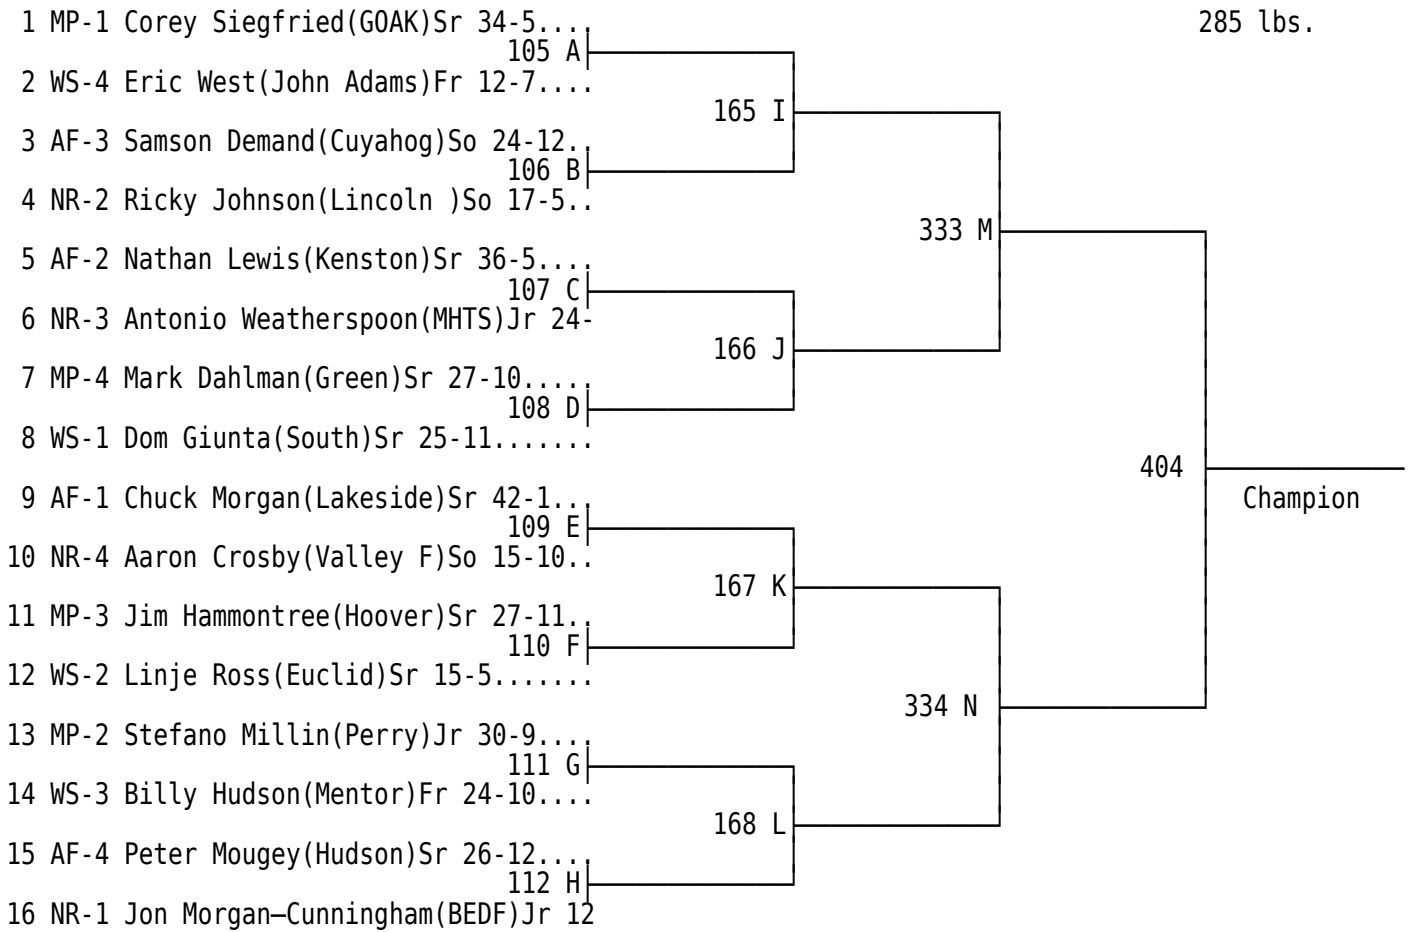 1 MP-1 Corey Siegfried(GOAK)Sr 34-5....
285 lbs.
105 A
2 WS-4 Eric West(John Adams)Fr 12-7....
165 I
3 AF-3 Samson Demand(Cuyahog)So 24-12..
106 B
4 NR-2 Ricky Johnson(Lincoln )So 17-5..
333 M
5 AF-2 Nathan Lewis(Kenston)Sr 36-5....
107 C
6 NR-3 Antonio Weatherspoon(MHTS)Jr 24-
166 J
7 MP-4 Mark Dahlman(Green)Sr 27-10.....
108 D
8 WS-1 Dom Giunta(South)Sr 25-11.......
404
9 AF-1 Chuck Morgan(Lakeside)Sr 42-1...
Champion
109 E
10 NR-4 Aaron Crosby(Valley F)So 15-10..
167 K
11 MP-3 Jim Hammontree(Hoover)Sr 27-11..
110 F
12 WS-2 Linje Ross(Euclid)Sr 15-5.......
334 N
13 MP-2 Stefano Millin(Perry)Jr 30-9....
111 G
14 WS-3 Billy Hudson(Mentor)Fr 24-10....
168 L
15 AF-4 Peter Mougey(Hudson)Sr 26-12....
112 H
16 NR-1 Jon Morgan–Cunningham(BEDF)Jr 12